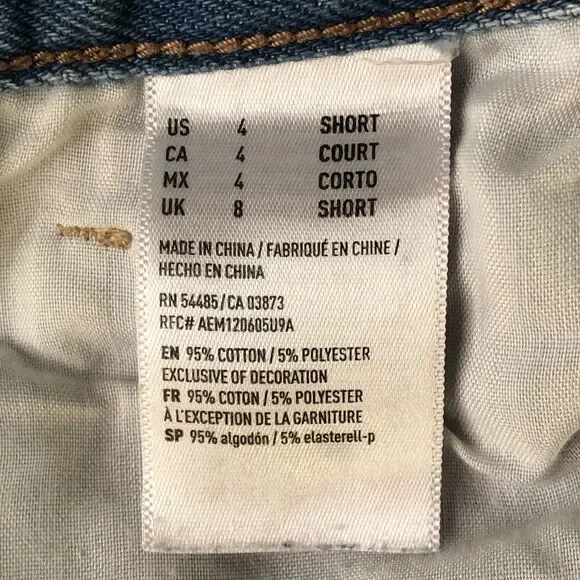 US 4 SHORT
CA 4 COURT
MX 4 CORTO
UK 8 SHORT
MADE IN CHINA / FABRIQUÉ EN CHINE /
HECHO EN CHINA
RN 54485 / CA 03873
RFC# AEM120605U9A
EN 95% COTTON / 5% POLYESTER
EXCLUSIVE OF DECORATION
FR 95% COTON / 5% POLYESTER
À L'EXCEPTION DE LA GARNITURE
SP 95% algodón / 5% elasterell-p